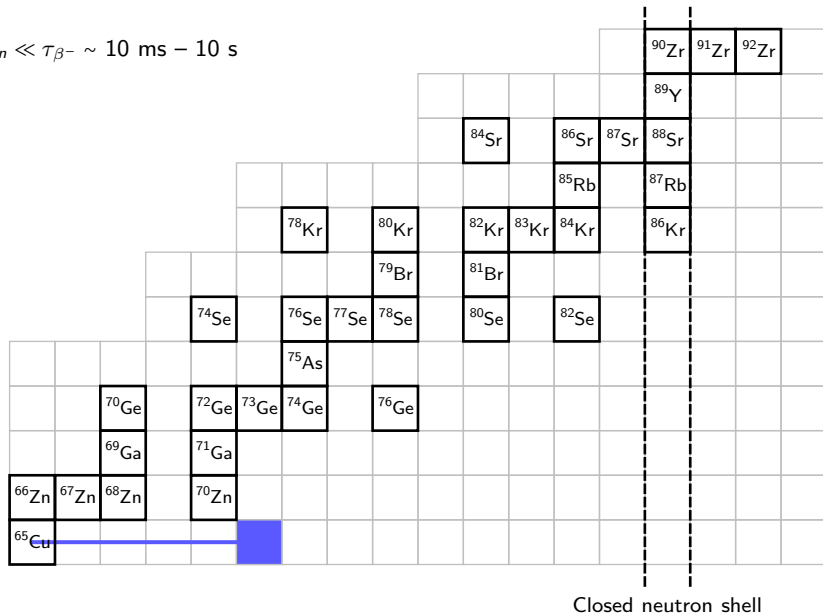 n ≪ τβ⁻ ~ 10 ms – 10 s
⁹⁰Zr ⁹¹Zr ⁹²Zr
⁸⁹Y
⁸⁴Sr ⁸⁶Sr ⁸⁷Sr ⁸⁸Sr
⁸⁵Rb ⁸⁷Rb
⁷⁸Kr ⁸⁰Kr ⁸²Kr ⁸³Kr ⁸⁴Kr ⁸⁶Kr
⁷⁹Br ⁸¹Br
⁷⁴Se ⁷⁶Se ⁷⁷Se ⁷⁸Se ⁸⁰Se ⁸²Se
⁷⁵As
⁷⁰Ge ⁷²Ge ⁷³Ge ⁷⁴Ge ⁷⁶Ge
⁶⁹Ga ⁷¹Ga
⁶⁶Zn ⁶⁷Zn ⁶⁸Zn ⁷⁰Zn
⁶⁵Cu
Closed neutron shell